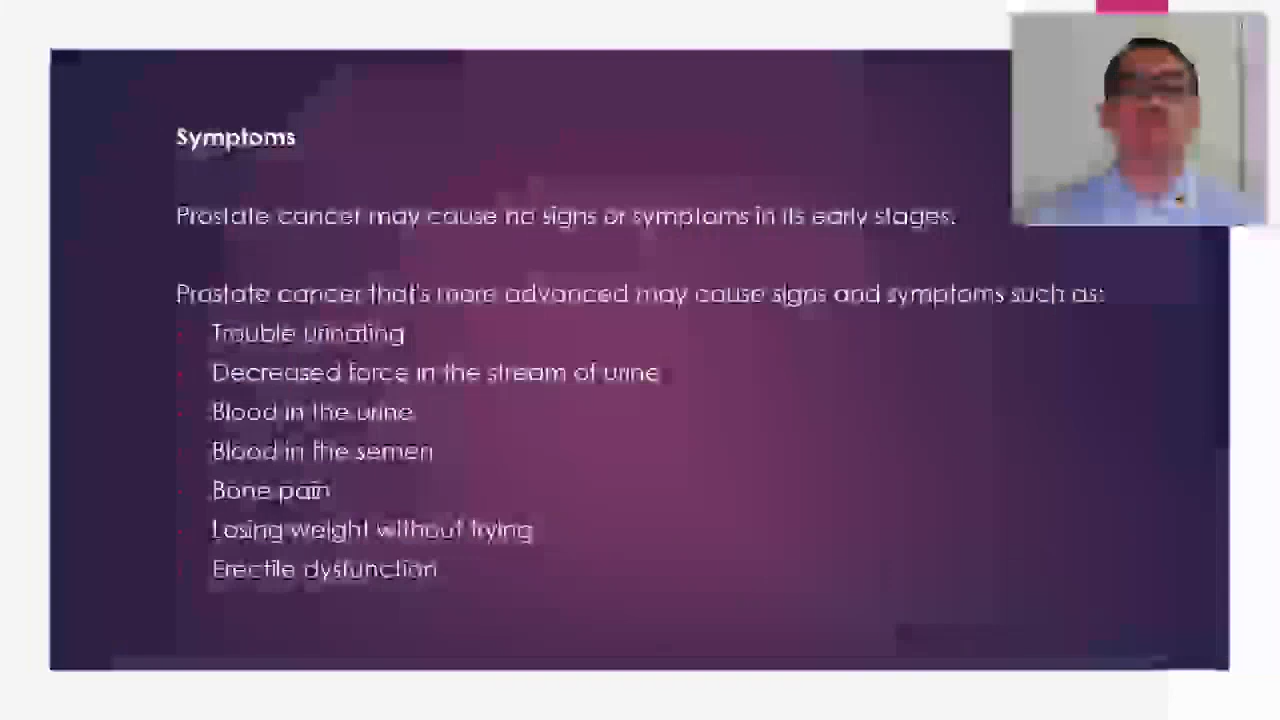 Symptoms
Prostate cancer may cause no signs or symptoms in its early stages.
Prostate cancer that's more advanced may cause signs and symptoms such as:
Trouble urinating
Decreased force in the stream of urine
Blood in the urine
Blood in the semen
Bone pain
Losing weight without trying
Erectile dysfunction